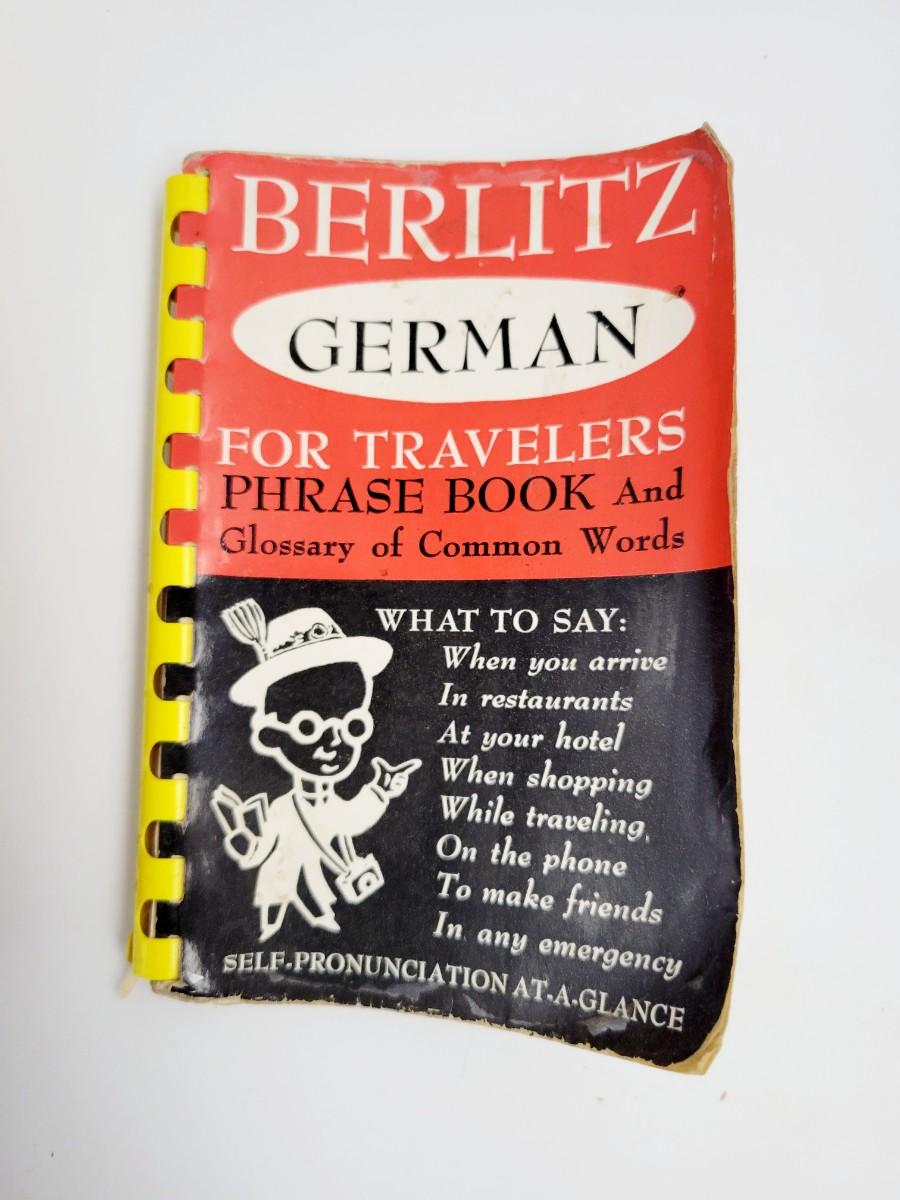 BERLITZ
GERMAN
FOR TRAVELERS
PHRASE BOOK And
Glossary of Common Words
WHAT TO SAY:
When you arrive
In restaurants
At your hotel
When shopping
While traveling
On the phone
To make friends
In any emergency
SELF-PRONUNCIATION AT-A-GLANCE